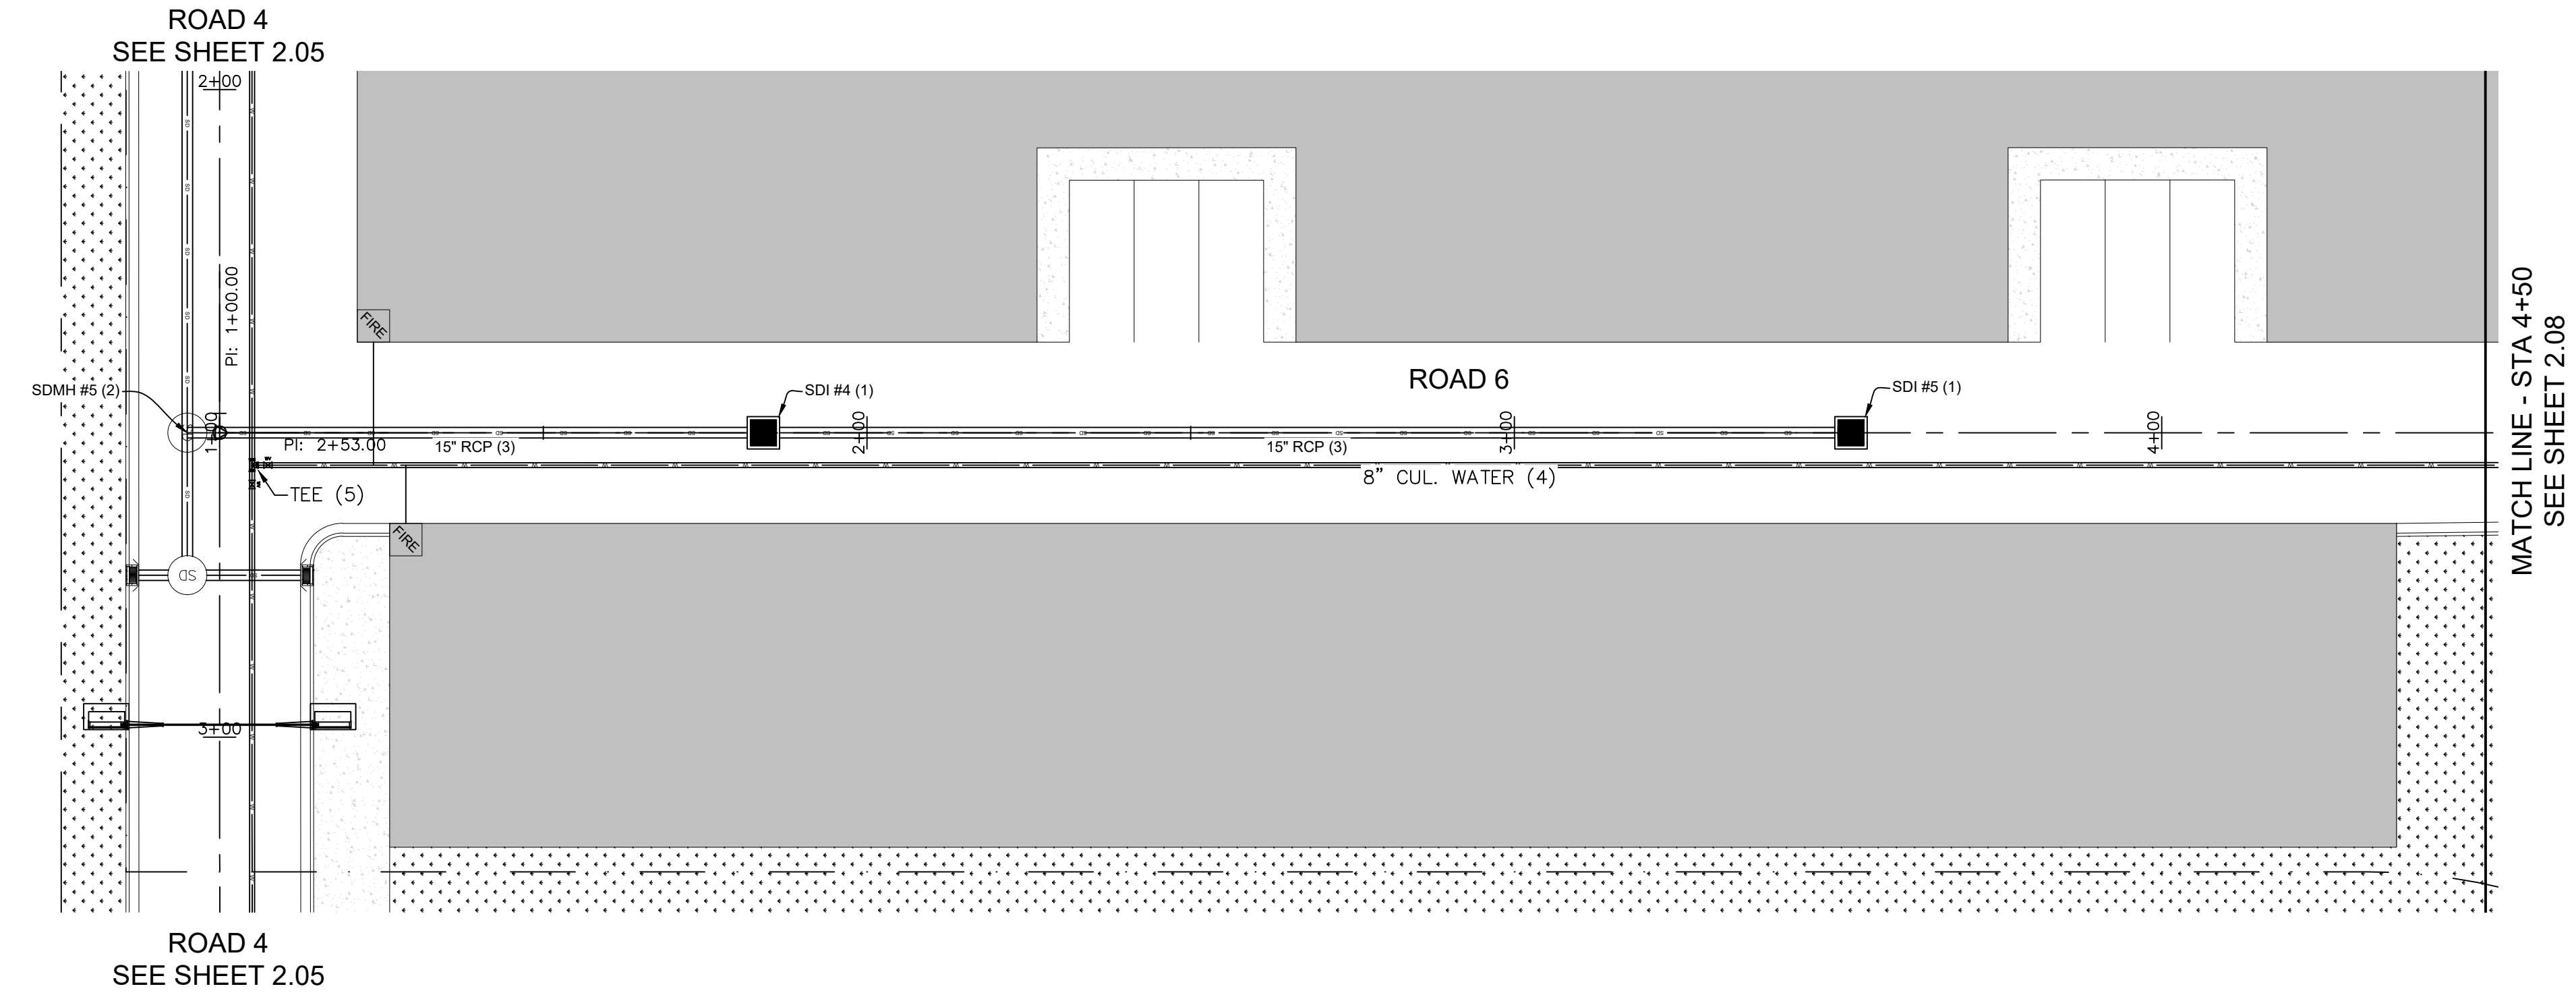 ROAD 4
SEE SHEET 2.05
2+00
PI: 1+00.00
FIRE
MATCH LINE - STA 4+50
SEE SHEET 2.08
ROAD 6
SDMH #5 (2)
SDI #4 (1)
SDI #5 (1)
1+00
2+00
3+00
4+00
PI: 2+53.00
15" RCP (3)
15" RCP (3)
8" CUL. WATER (4)
TEE (5)
FIRE
SD
3+00
ROAD 4
SEE SHEET 2.05